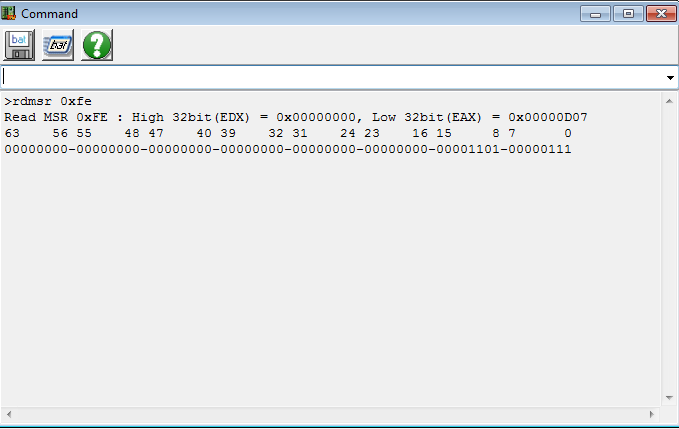 Command
bat
bat
?
>rdmsr 0xfe
Read MSR 0xFE : High 32bit(EDX) = 0x00000000, Low 32bit(EAX) = 0x00000D07
63    56 55    48 47    40 39    32 31    24 23    16 15     8 7      0
00000000-00000000-00000000-00000000-00000000-00000000-00001101-00000111